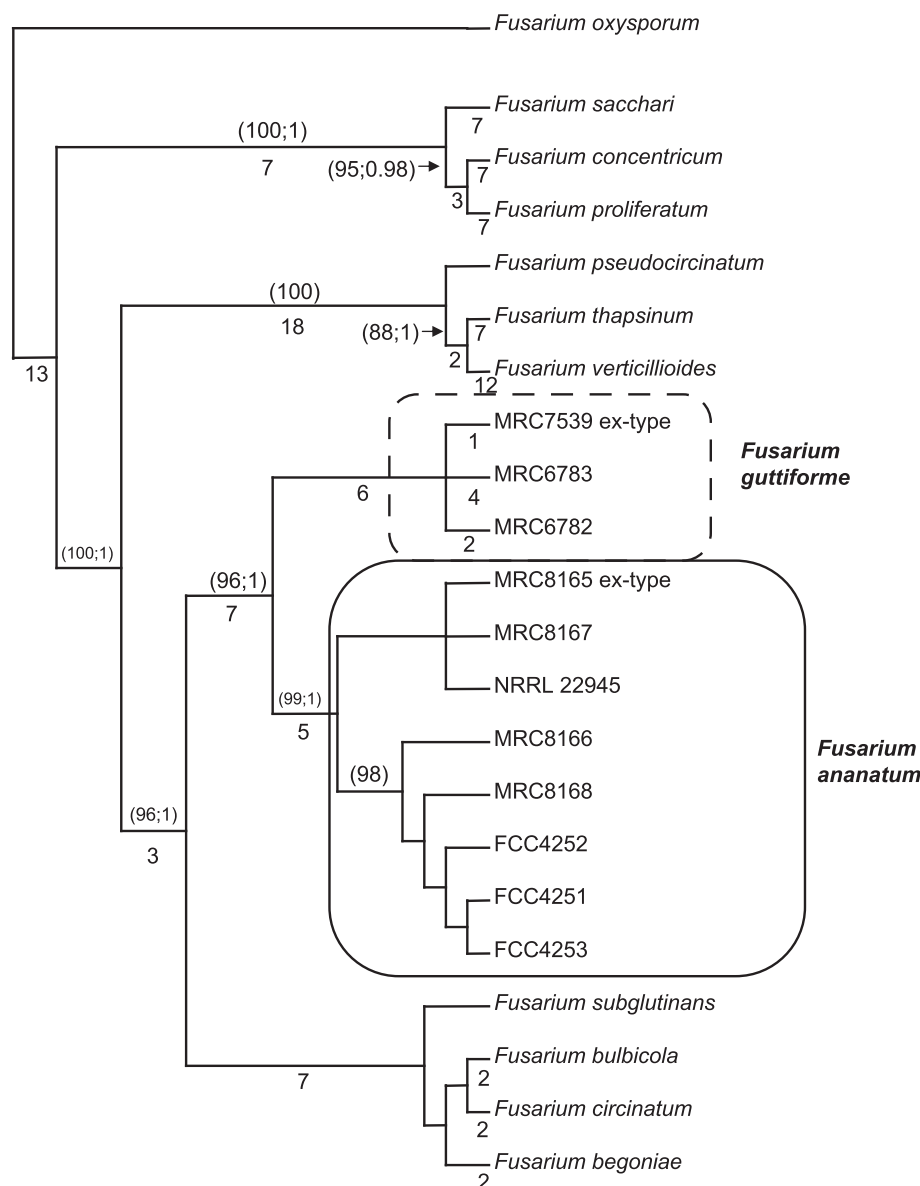 Fusarium oxysporum
Fusarium sacchari
(100;1)
7
7
(95;0.98)
Fusarium concentricum
7
3
Fusarium proliferatum
7
Fusarium pseudocircinatum
(100)
18
Fusarium thapsinum
(88;1)
7
2
Fusarium verticillioides
13
12
MRC7539 ex-type
1
Fusarium
guttiforme
MRC6783
6
4
MRC6782
2
(100;1)
(96;1)
7
MRC8165 ex-type
MRC8167
NRRL 22945
(99;1)
5
MRC8166
Fusarium
ananatum
(98)
MRC8168
(96;1)
3
FCC4252
FCC4251
FCC4253
Fusarium subglutinans
Fusarium bulbicola
7
2
Fusarium circinatum
2
Fusarium begoniae
2